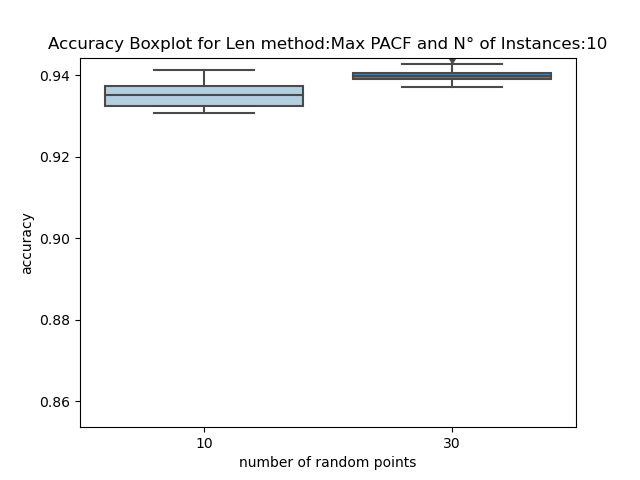 Accuracy Boxplot for Len method:Max PACF and N° of Instances:10
0.94
0.92
0.90
0.88
0.86
accuracy
10 30
number of random points